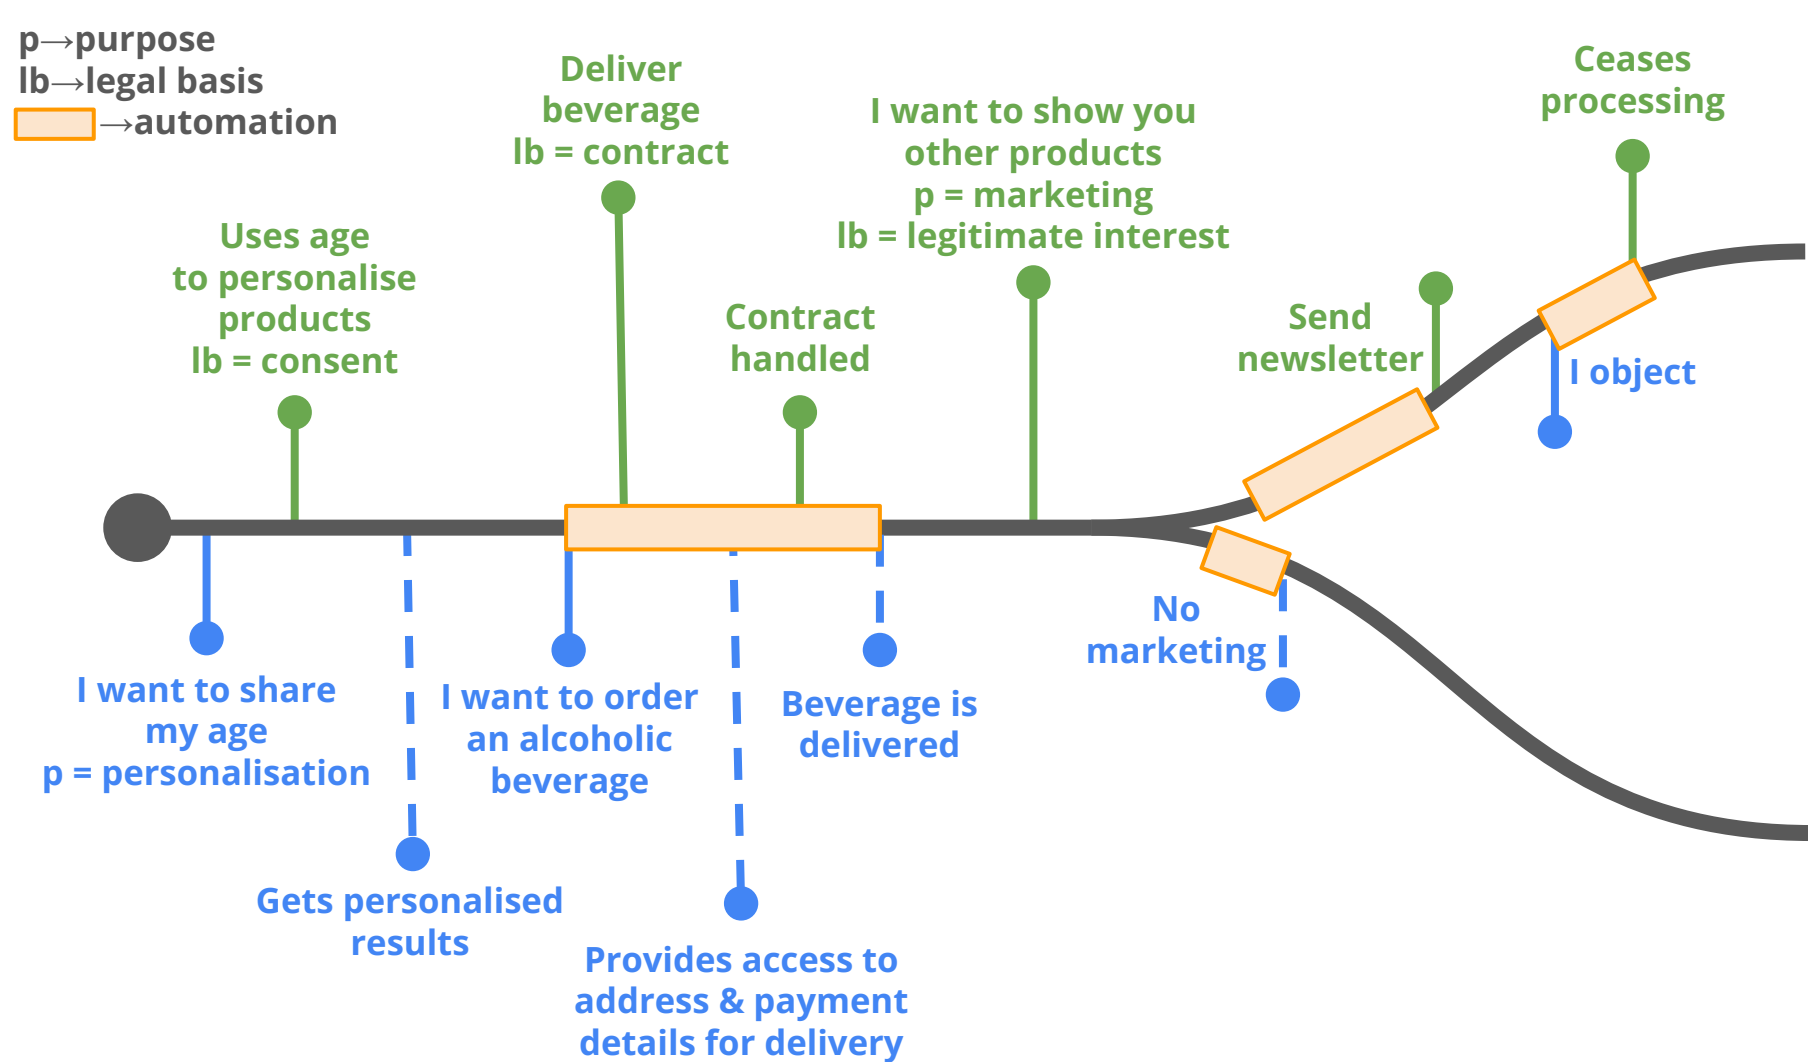 p→purpose
lb→legal basis
→automation
Uses age
to personalise
products
lb = consent
Deliver
beverage
lb = contract
Contract
handled
I want to show you
other products
p = marketing
lb = legitimate interest
Send
newsletter
Ceases
processing
I object
I want to share
my age
p = personalisation
Gets personalised
results
I want to order
an alcoholic
beverage
Provides access to
address & payment
details for delivery
Beverage is
delivered
No
marketing